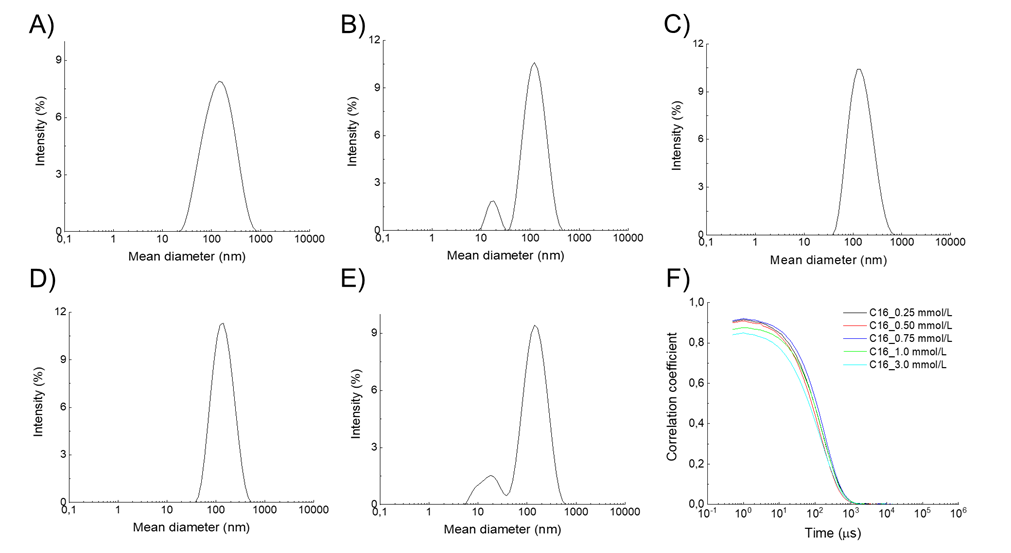 A)
Intensity (%)
9
6
3
0
0,1 1 10 100 1000 10000
Mean diameter (nm)
B)
Intensity (%)
12
9
6
3
0
0,1 1 10 100 1000 10000
Mean diameter (nm)
C)
Intensity (%)
12
9
6
3
0
0,1 1 10 100 1000 10000
Mean diameter (nm)
D)
Intensity (%)
12
9
6
3
0
0,1 1 10 100 1000 10000
Mean diameter (nm)
E)
Intensity (%)
9
6
3
0
0,1 1 10 100 1000 10000
Mean diameter (nm)
F)
Correlation coefficient
1,0
0,8
0,6
0,4
0,2
0,0
C16_0.25 mmol/L
C16_0.50 mmol/L
C16_0.75 mmol/L
C16_1.0 mmol/L
C16_3.0 mmol/L
10⁻¹ 10⁰ 10¹ 10² 10³ 10⁴ 10⁵ 10⁶
Time (μs)